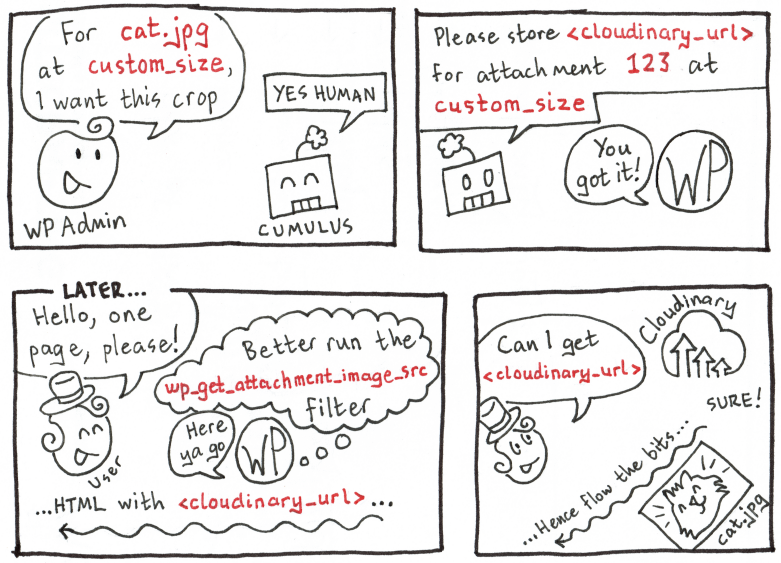 For cat.jpg
at custom_size,
I want this crop
YES HUMAN
WP Admin
CUMULUS
Please store <cloudinary_url>
for attachment 123 at
custom_size
You
got it!
WP
LATER...
Hello, one
page, please!
Better run the
wp_get_attachment_image_src
filter
Here
ya go
WP
User
...HTML with <cloudinary_url>...
Can I get
<cloudinary_url>
Cloudinary
SURE!
...Hence flow the bits...
cat.jpg